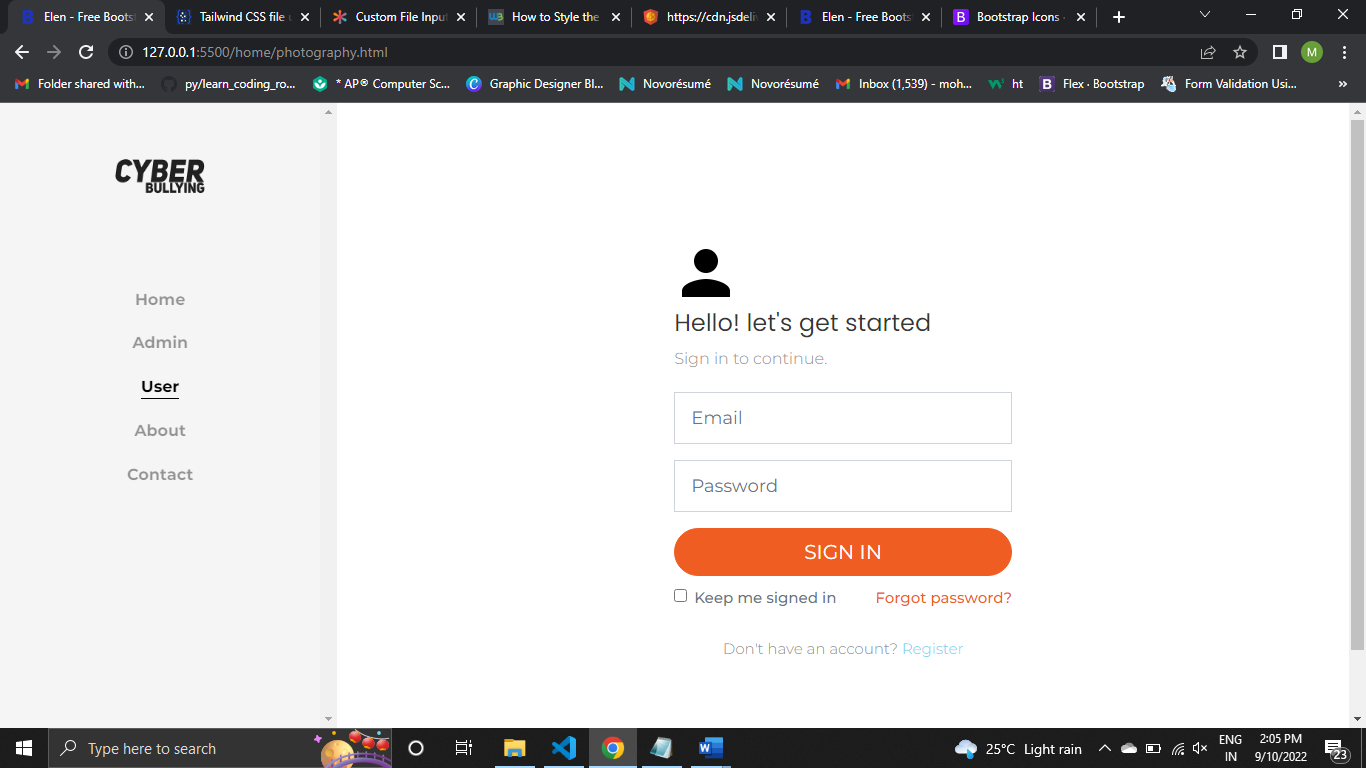 Elen - Free Boots
Tailwind CSS file u
Custom File Input
How to Style the
https://cdn.jsdeliv
Elen - Free Boots
Bootstrap Icons ·
127.0.0.1:5500/home/photography.html
M
Folder shared with...
py/learn_coding_ro...
* AP® Computer Sc...
Graphic Designer Bl...
Novorésumé
Novorésumé
Inbox (1,539) - moh...
ht
Flex · Bootstrap
Form Validation Usi...
»
CYBER
BULLYING
Home
Admin
User
About
Contact
Hello! let's get started
Sign in to continue.
Email
Password
SIGN IN
Keep me signed in
Forgot password?
Don't have an account? Register
Type here to search
25°C Light rain
ENG
IN
2:05 PM
9/10/2022
23